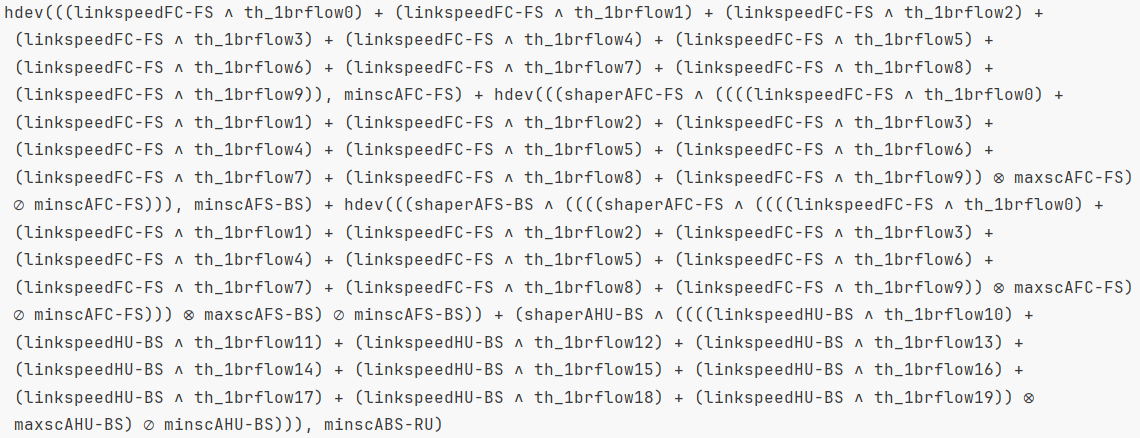 hdev(((linkspeedFC-FS ∧ th_1brflow0) + (linkspeedFC-FS ∧ th_1brflow1) + (linkspeedFC-FS ∧ th_1brflow2) +
(linkspeedFC-FS ∧ th_1brflow3) + (linkspeedFC-FS ∧ th_1brflow4) + (linkspeedFC-FS ∧ th_1brflow5) +
(linkspeedFC-FS ∧ th_1brflow6) + (linkspeedFC-FS ∧ th_1brflow7) + (linkspeedFC-FS ∧ th_1brflow8) +
(linkspeedFC-FS ∧ th_1brflow9)), minscAFC-FS) + hdev(((shaperAFC-FS ∧ ((((linkspeedFC-FS ∧ th_1brflow0) +
(linkspeedFC-FS ∧ th_1brflow1) + (linkspeedFC-FS ∧ th_1brflow2) + (linkspeedFC-FS ∧ th_1brflow3) +
(linkspeedFC-FS ∧ th_1brflow4) + (linkspeedFC-FS ∧ th_1brflow5) + (linkspeedFC-FS ∧ th_1brflow6) +
(linkspeedFC-FS ∧ th_1brflow7) + (linkspeedFC-FS ∧ th_1brflow8) + (linkspeedFC-FS ∧ th_1brflow9)) ⊗ maxscAFC-FS)
⊘ minscAFC-FS))), minscAFS-BS) + hdev(((shaperAFS-BS ∧ ((((shaperAFC-FS ∧ ((((linkspeedFC-FS ∧ th_1brflow0) +
(linkspeedFC-FS ∧ th_1brflow1) + (linkspeedFC-FS ∧ th_1brflow2) + (linkspeedFC-FS ∧ th_1brflow3) +
(linkspeedFC-FS ∧ th_1brflow4) + (linkspeedFC-FS ∧ th_1brflow5) + (linkspeedFC-FS ∧ th_1brflow6) +
(linkspeedFC-FS ∧ th_1brflow7) + (linkspeedFC-FS ∧ th_1brflow8) + (linkspeedFC-FS ∧ th_1brflow9)) ⊗ maxscAFC-FS)
⊘ minscAFC-FS))) ⊗ maxscAFS-BS) ⊘ minscAFS-BS)) + (shaperAHU-BS ∧ ((((linkspeedHU-BS ∧ th_1brflow10) +
(linkspeedHU-BS ∧ th_1brflow11) + (linkspeedHU-BS ∧ th_1brflow12) + (linkspeedHU-BS ∧ th_1brflow13) +
(linkspeedHU-BS ∧ th_1brflow14) + (linkspeedHU-BS ∧ th_1brflow15) + (linkspeedHU-BS ∧ th_1brflow16) +
(linkspeedHU-BS ∧ th_1brflow17) + (linkspeedHU-BS ∧ th_1brflow18) + (linkspeedHU-BS ∧ th_1brflow19)) ⊗
maxscAHU-BS) ⊘ minscAHU-BS))), minscABS-RU)